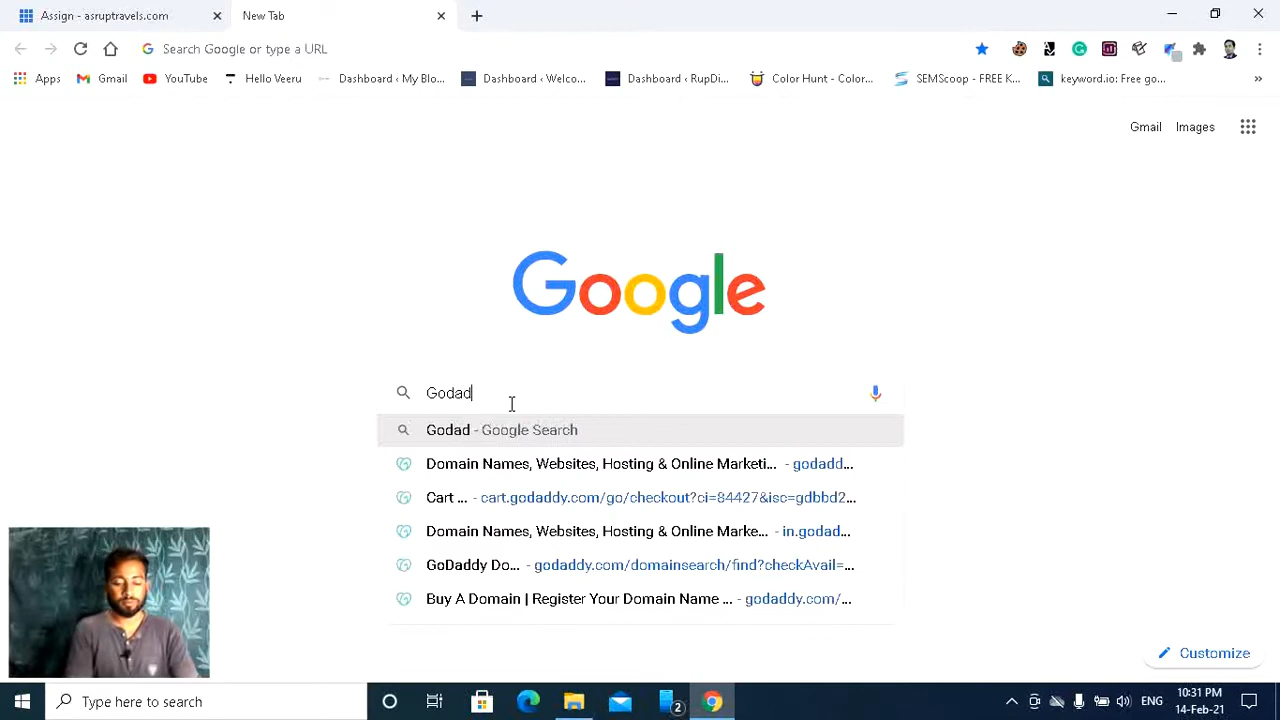 Assign - asruptravels.com
New Tab
Search Google or type a URL
Apps
Gmail
YouTube
Hello Veeru
Dashboard ‹ My Blo...
Dashboard ‹ Welco...
Dashboard ‹ RupDi...
Color Hunt - Color...
SEMScoop - FREE K...
keyword.io: Free go...
»
Gmail Images
Google
Godad
Godad - Google Search
Domain Names, Websites, Hosting & Online Marketi... - godadd...
Cart ... - cart.godaddy.com/go/checkout?ci=84427&isc=gdbbd2...
Domain Names, Websites, Hosting & Online Marke... - in.godad...
GoDaddy Do... - godaddy.com/domainsearch/find?checkAvail=...
Buy A Domain | Register Your Domain Name ... - godaddy.com/...
Customize
Type here to search
2
ENG
10:31 PM
14-Feb-21